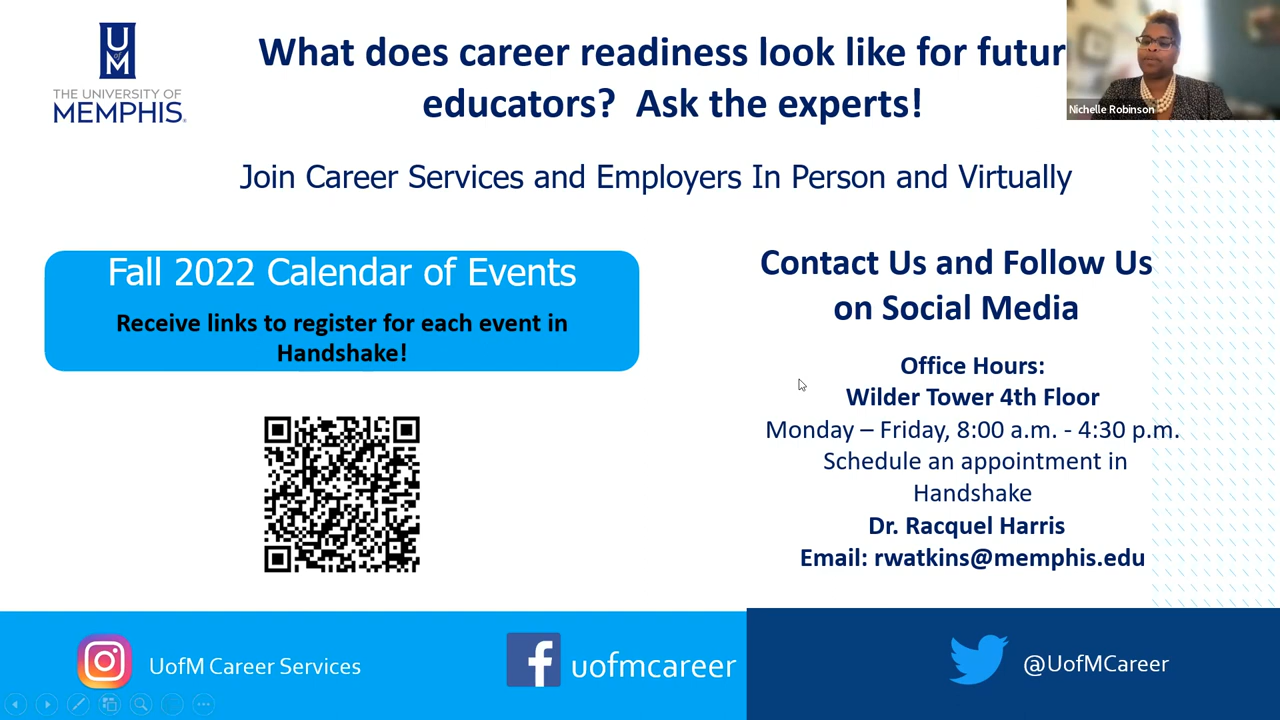 U
of
M
THE UNIVERSITY OF
MEMPHIS.
What does career readiness look like for futur
educators? Ask the experts!
Nichelle Robinson
Join Career Services and Employers In Person and Virtually
Fall 2022 Calendar of Events
Receive links to register for each event in
Handshake!
Contact Us and Follow Us
on Social Media
Office Hours:
Wilder Tower 4th Floor
Monday – Friday, 8:00 a.m. - 4:30 p.m.
Schedule an appointment in
Handshake
Dr. Racquel Harris
Email: rwatkins@memphis.edu
UofM Career Services
uofmcareer
@UofMCareer